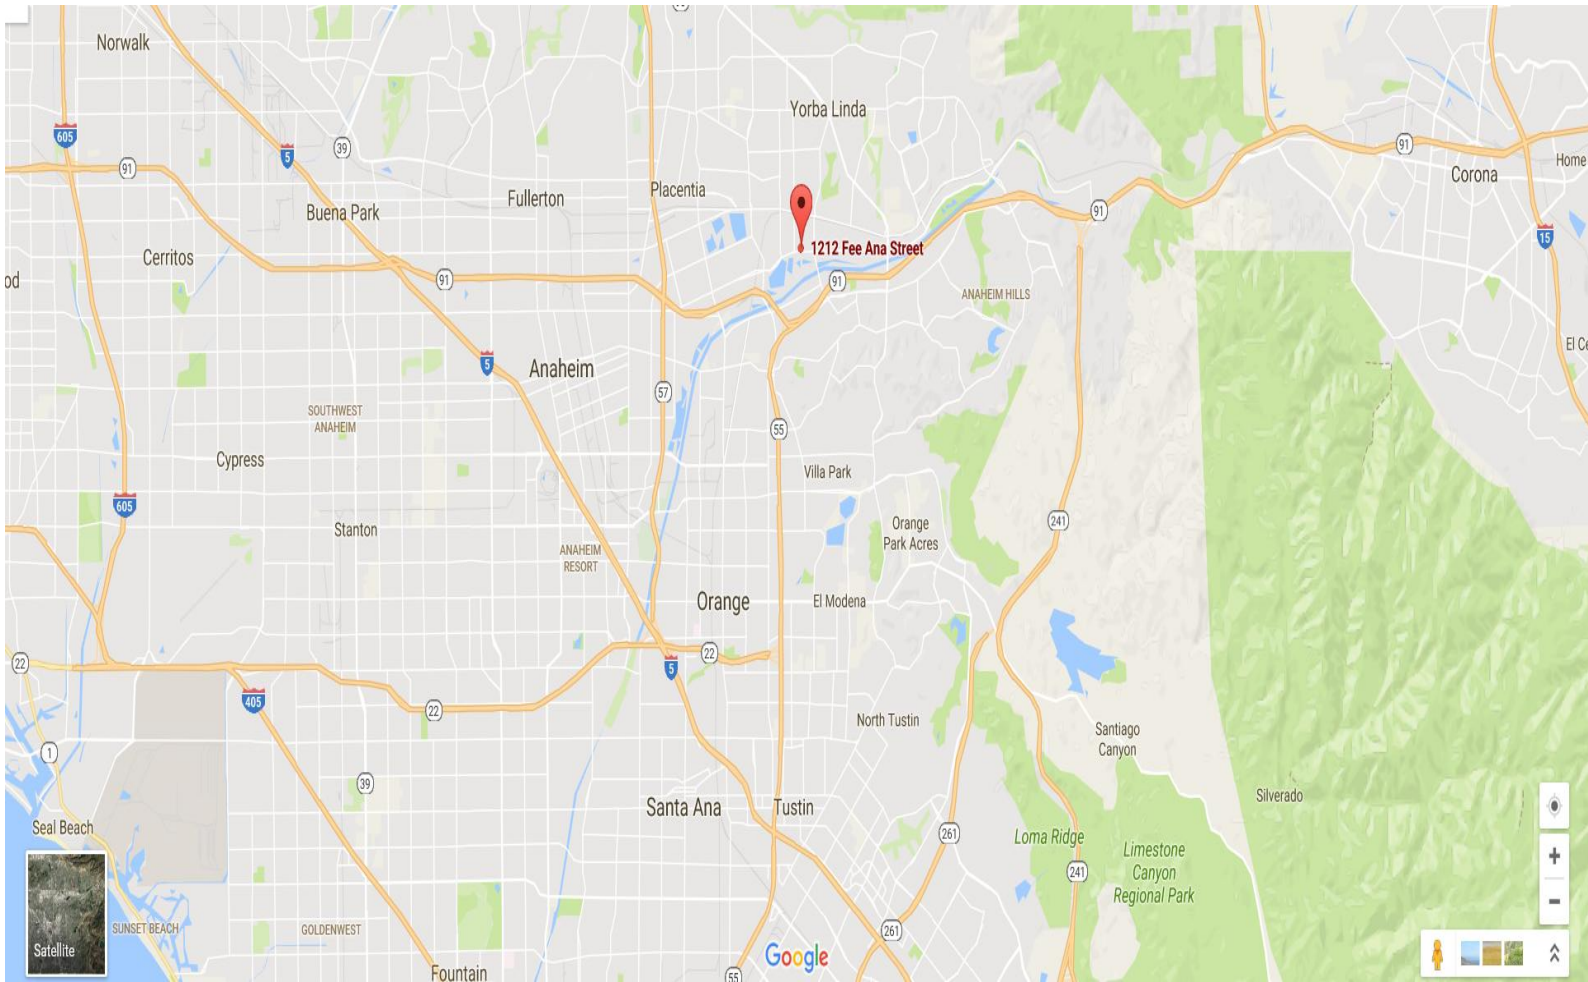 Norwalk
Yorba Linda
605
39
5
91
91
91
Corona
Home
Placentia
Fullerton
Buena Park
91
15
1212 Fee Ana Street
Cerritos
od
91
91
ANAHEIM HILLS
El Ce
5
Anaheim
57
SOUTHWEST
ANAHEIM
55
Cypress
Villa Park
605
Stanton
241
Orange
Park Acres
ANAHEIM
RESORT
Orange
El Modena
22
22
5
405
22
North Tustin
Santiago
Canyon
1
39
Silverado
Santa Ana
Tustin
Seal Beach
261
Loma Ridge
Limestone
Canyon
Regional Park
241
SUNSET BEACH
GOLDENWEST
261
Satellite
Google
Fountain
55